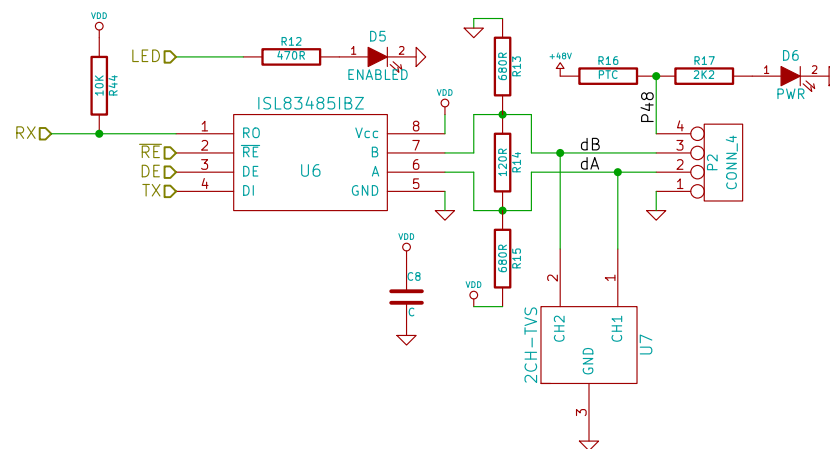 VDD
R12
470R
LED
1
D5
2
ENABLED
R13
680R
+48V
R16
PTC
R17
2K2
1
D6
2
PWR
10K
R44
ISL83485IBZ
VDD
P48
RX
1
RO
Vcc
8
RE
2
RE
B
7
DE
3
DE
U6
A
6
TX
4
DI
GND
5
120R
R14
dB
dA
4
3
2
1
P2
CONN_4
VDD
C8
C
680R
R15
VDD
2
1
2CH-TVS
CH2
CH1
GND
U7
3